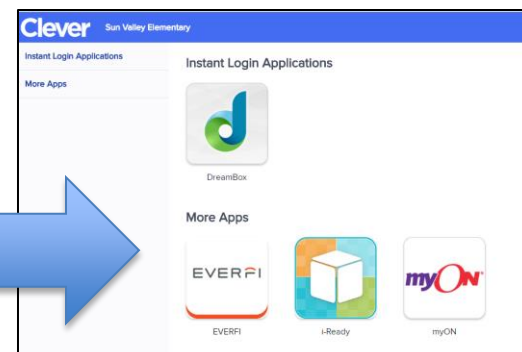 Clever Sun Valley Elementary
Instant Login Applications
More Apps
Instant Login Applications
d
DreamBox
More Apps
EVERFI
myON
EVERFI
i-Ready
myON